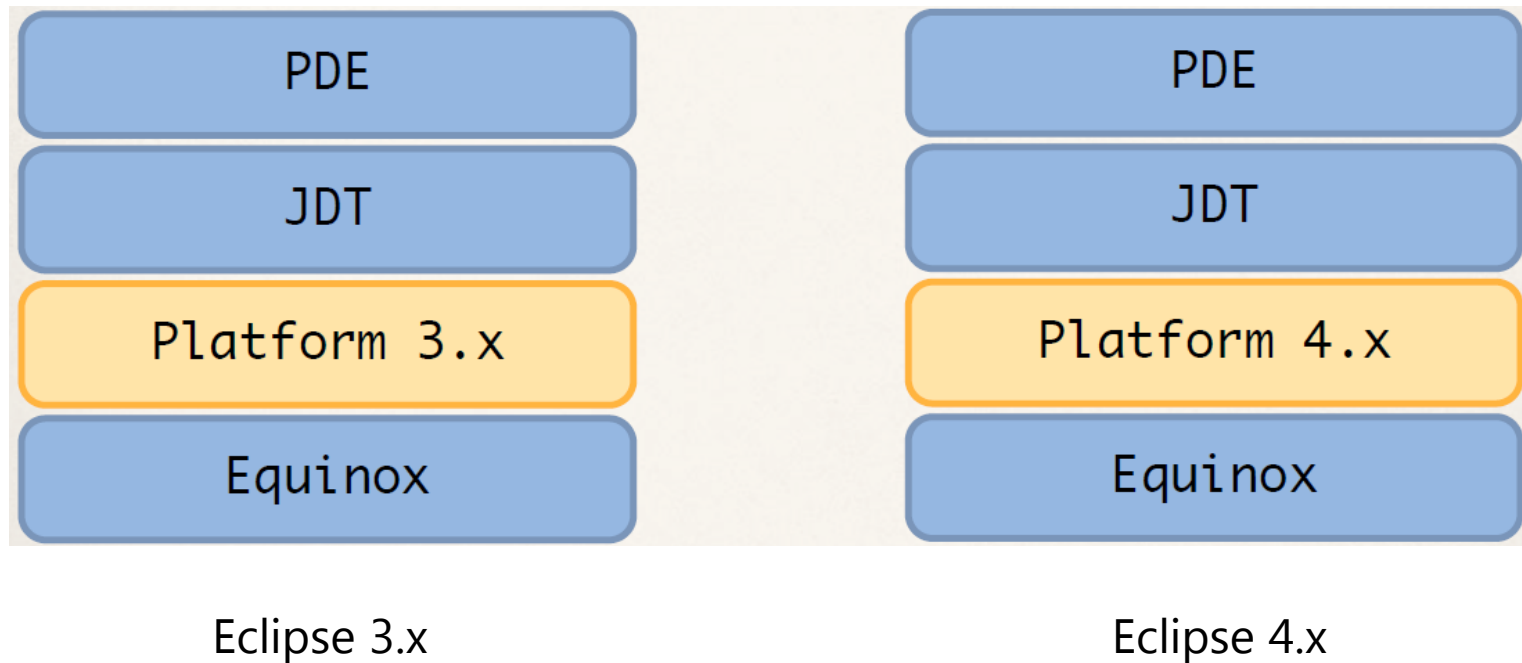 PDE
JDT
Platform 3.x
Equinox
Eclipse 3.x
PDE
JDT
Platform 4.x
Equinox
Eclipse 4.x